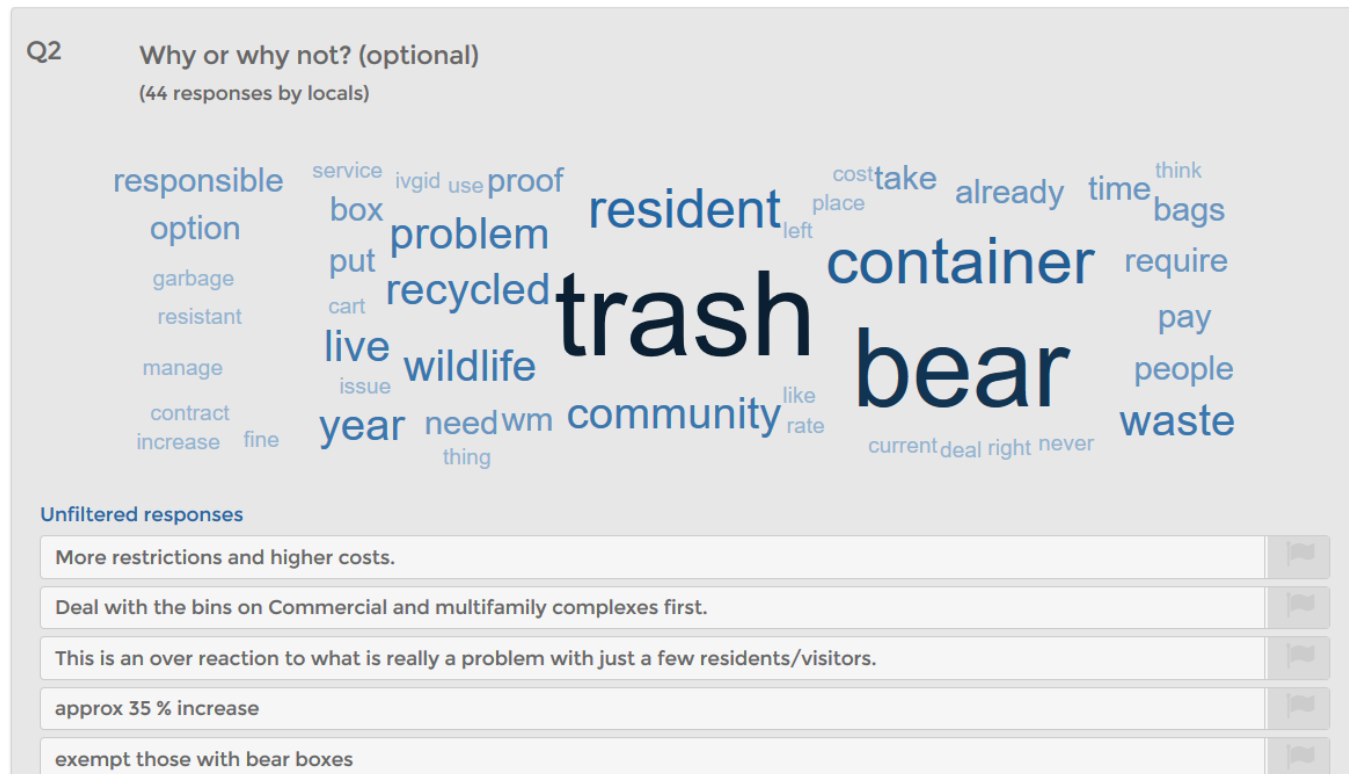 Q2 Why or why not? (optional)
(44 responses by locals)
responsible service ivgid use proof resident cost take already time think
option box problem left place bags
garbage put recycled trash container require
resistant cart pay
manage live wildlife bear people
contract issue community like waste
increase fine year need wm rate current deal right never
thing
Unfiltered responses
More restrictions and higher costs.
Deal with the bins on Commercial and multifamily complexes first.
This is an over reaction to what is really a problem with just a few residents/visitors.
approx 35 % increase
exempt those with bear boxes